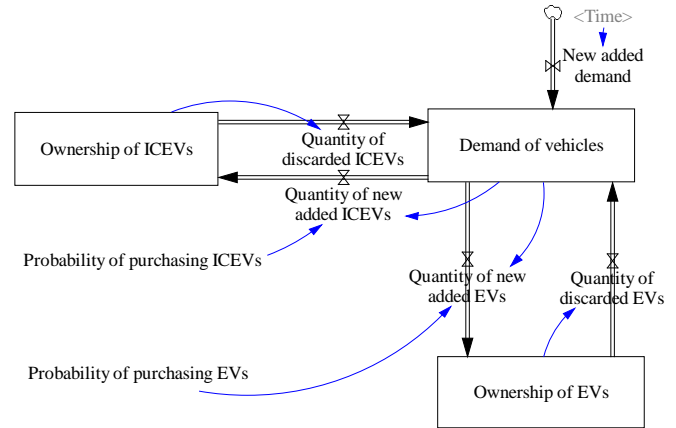 <Time>
New added
demand
Ownership of ICEVs
Quantity of
discarded ICEVs
Demand of vehicles
Quantity of new
added ICEVs
Probability of purchasing ICEVs
Quantity of new
added EVs
Quantity of
discarded EVs
Probability of purchasing EVs
Ownership of EVs